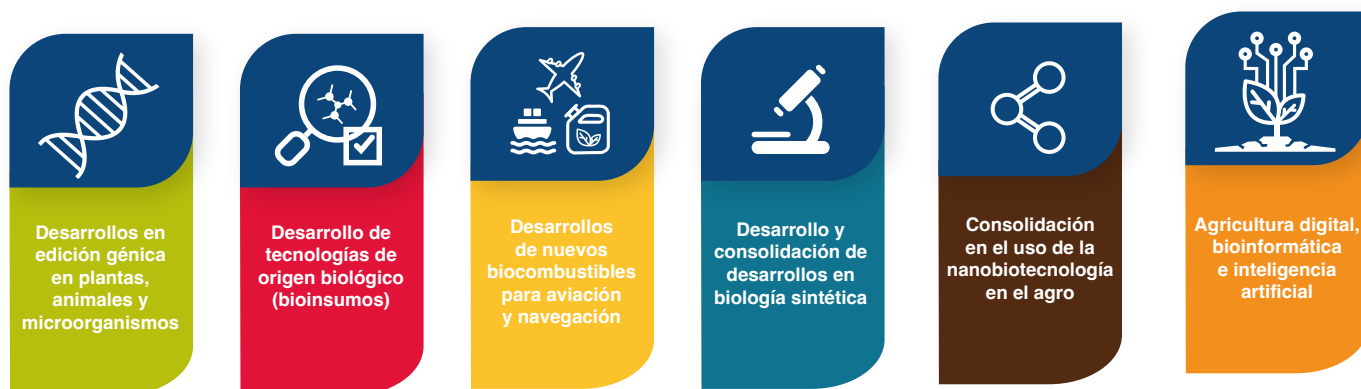 Desarrollos en
edición génica
en plantas,
animales y
microorganismos
Desarrollo de
tecnologías de
origen biológico
(bioinsumos)
Desarrollos
de nuevos
biocombustibles
para aviación
y navegación
Desarrollo y
consolidación de
desarrollos en
biología sintética
Consolidación
en el uso de la
nanobiotecnología
en el agro
Agricultura digital,
bioinformática
e inteligencia
artificial